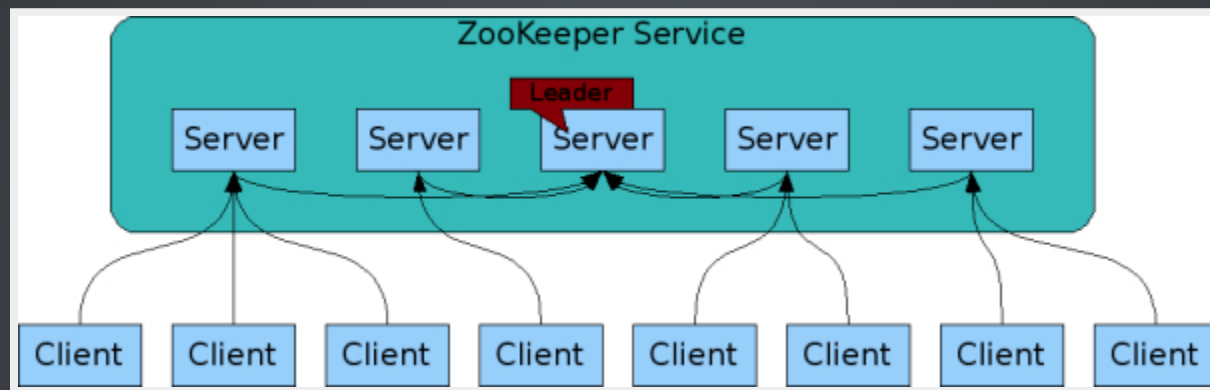 ZooKeeper Service
Leader
Server Server Server Server Server
Client Client Client Client Client Client Client Client